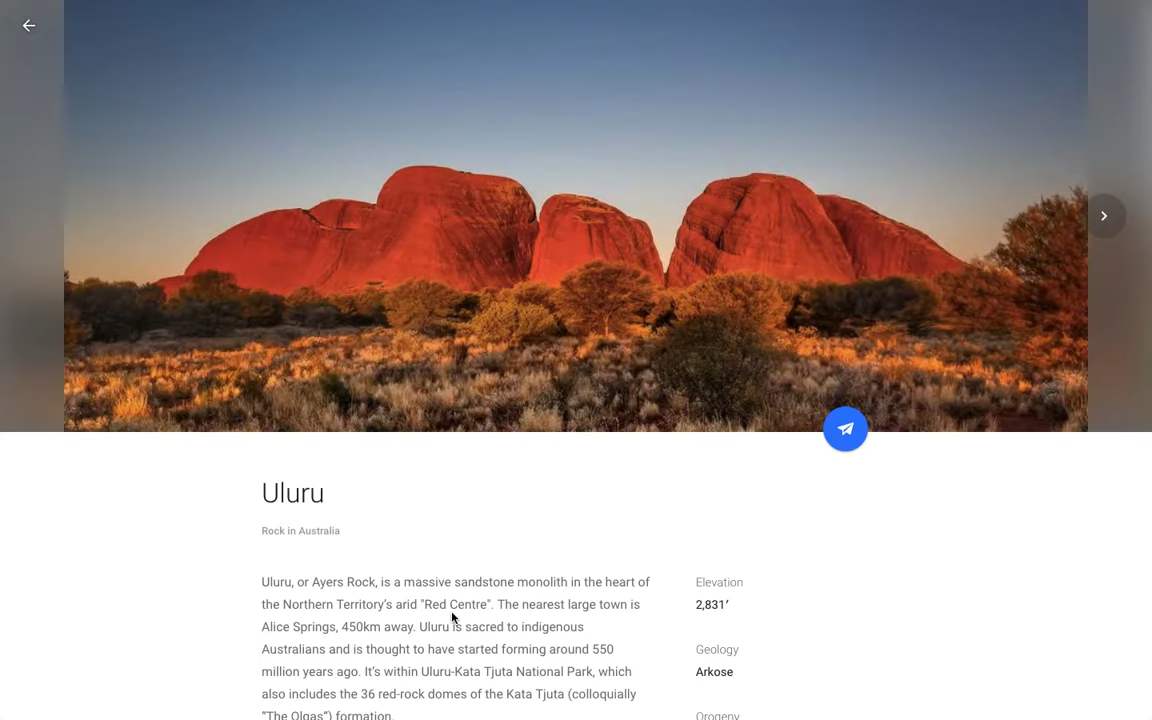 Uluru
Rock in Australia
Uluru, or Ayers Rock, is a massive sandstone monolith in the heart of
the Northern Territory's arid "Red Centre". The nearest large town is
Alice Springs, 450km away. Uluru is sacred to indigenous
Australians and is thought to have started forming around 550
million years ago. It's within Uluru-Kata Tjuta National Park, which
also includes the 36 red-rock domes of the Kata Tjuta (colloquially
"The Olgas") formation.
Elevation
2,831′
Geology
Arkose
Orogeny